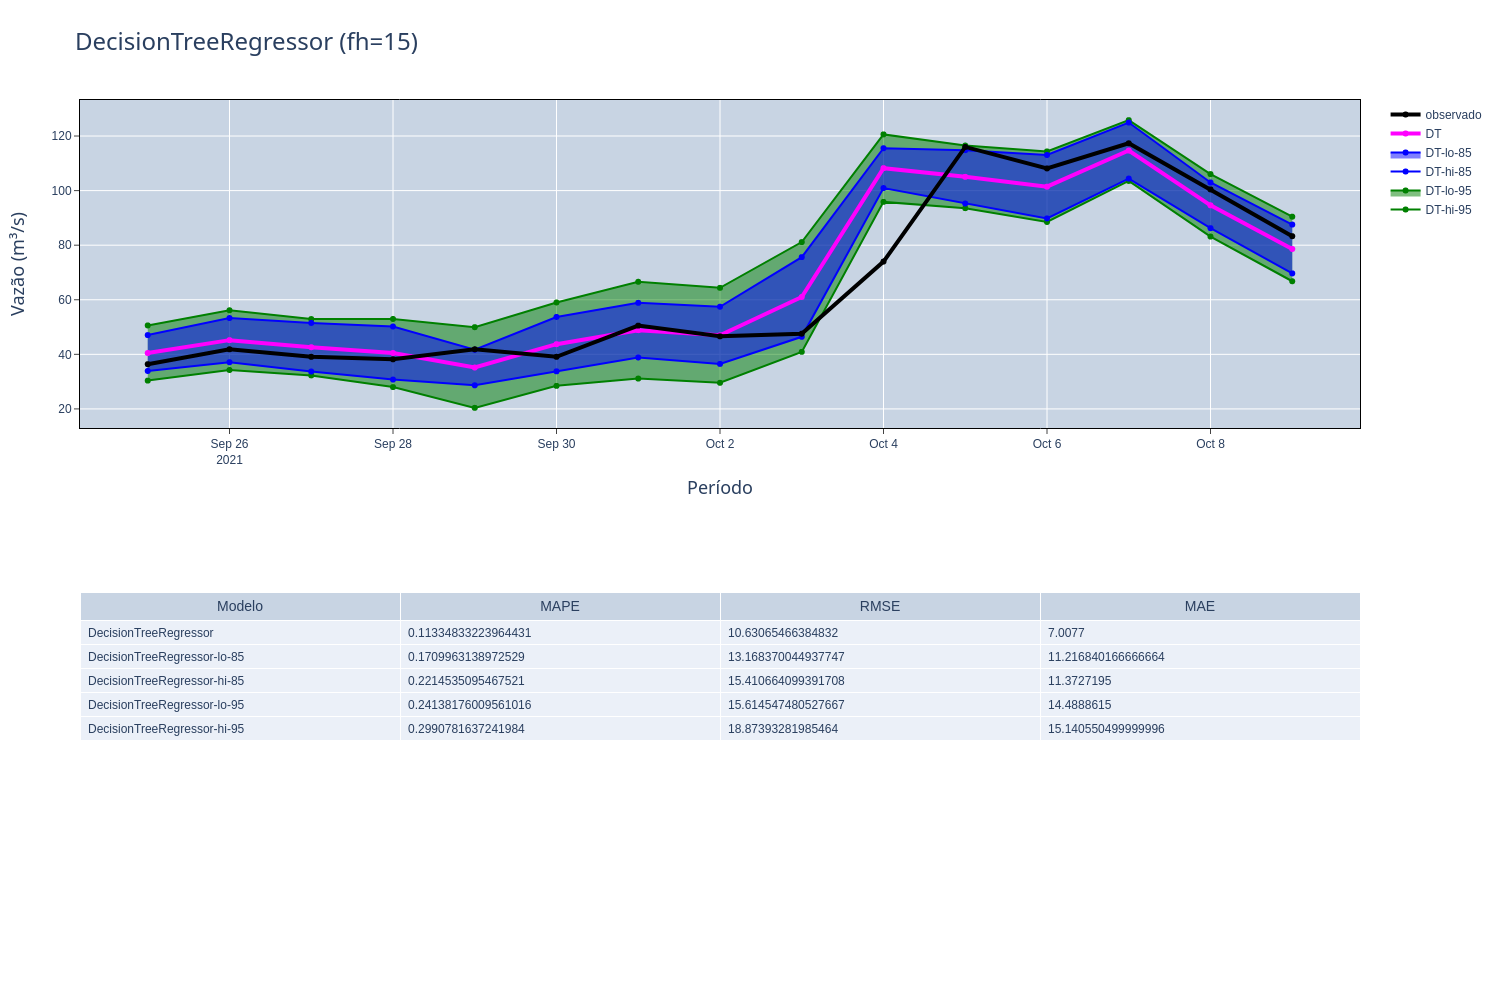 DecisionTreeRegressor (fh=15)
observado
DT
DT-lo-85
DT-hi-85
DT-lo-95
DT-hi-95
Vazão (m³/s)
120
100
80
60
40
20
Sep 26 Sep 28 Sep 30 Oct 2 Oct 4 Oct 6 Oct 8
2021
Período
Modelo MAPE RMSE MAE
DecisionTreeRegressor 0.11334833223964431 10.63065466384832 7.0077
DecisionTreeRegressor-lo-85 0.1709963138972529 13.168370044937747 11.216840166666664
DecisionTreeRegressor-hi-85 0.2214535095467521 15.410664099391708 11.3727195
DecisionTreeRegressor-lo-95 0.24138176009561016 15.614547480527667 14.4888615
DecisionTreeRegressor-hi-95 0.2990781637241984 18.87393281985464 15.140550499999996